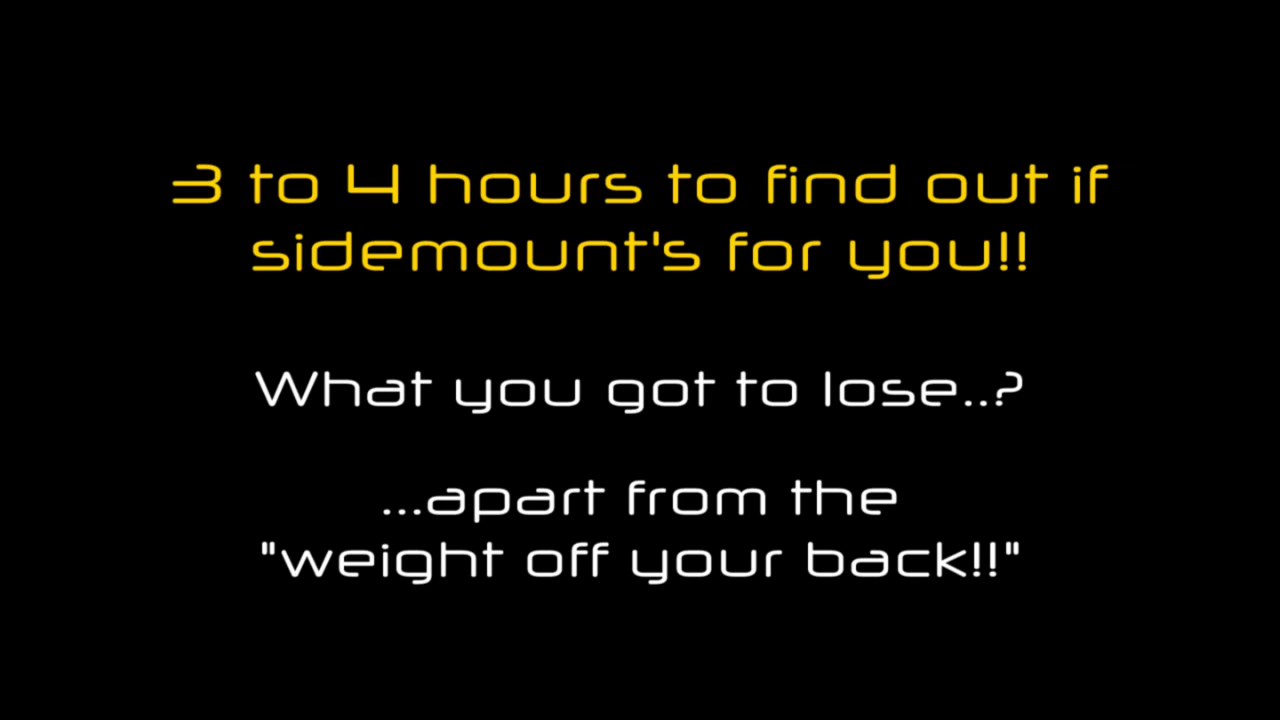 3 to 4 hours to find out if
sidemount's for you!!
What you got to lose..?
...apart from the
"weight off your back!!"